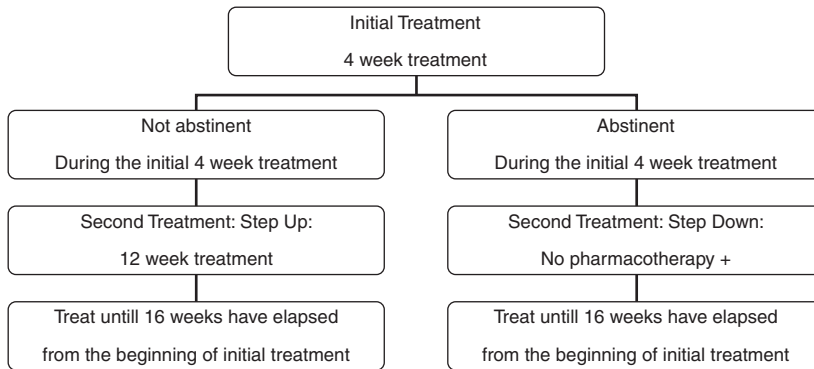 Initial Treatment
4 week treatment
Not abstinent
During the initial 4 week treatment
Abstinent
During the initial 4 week treatment
Second Treatment: Step Up:
12 week treatment
Second Treatment: Step Down:
No pharmacotherapy +
Treat untill 16 weeks have elapsed
from the beginning of initial treatment
Treat untill 16 weeks have elapsed
from the beginning of initial treatment